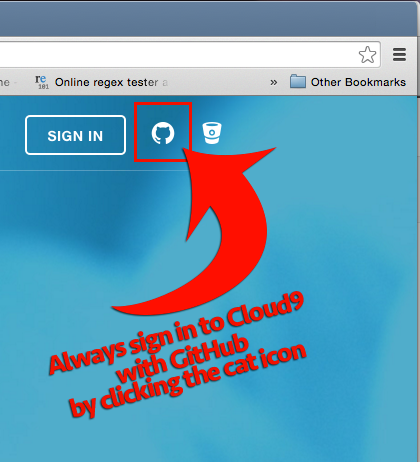 ne
re
101
Online regex tester a
»
Other Bookmarks
SIGN IN
Always sign in to Cloud9
with GitHub
by clicking the cat icon